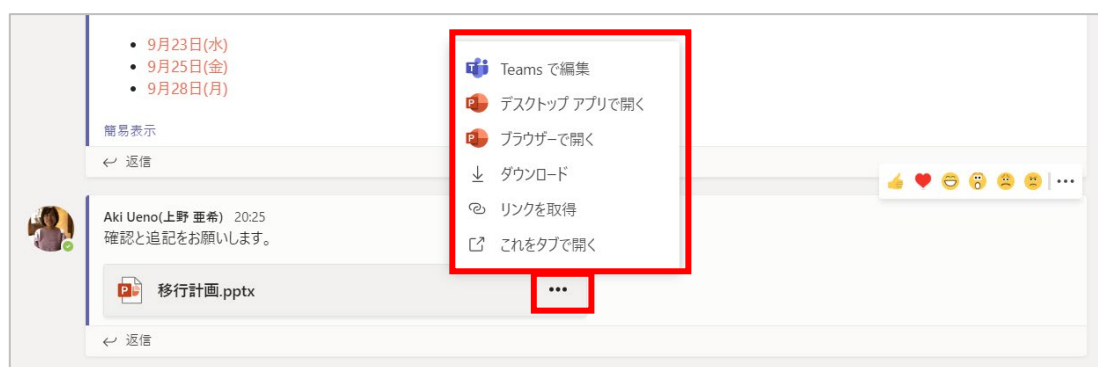 9月23日(水)
9月25日(金)
9月28日(月)
簡易表示
返信
Teams で編集
デスクトップ アプリで開く
ブラウザーで開く
ダウンロード
リンクを取得
これをタブで開く
Aki Ueno(上野 亜希) 20:25
確認と追記をお願いします。
移行計画.pptx
返信